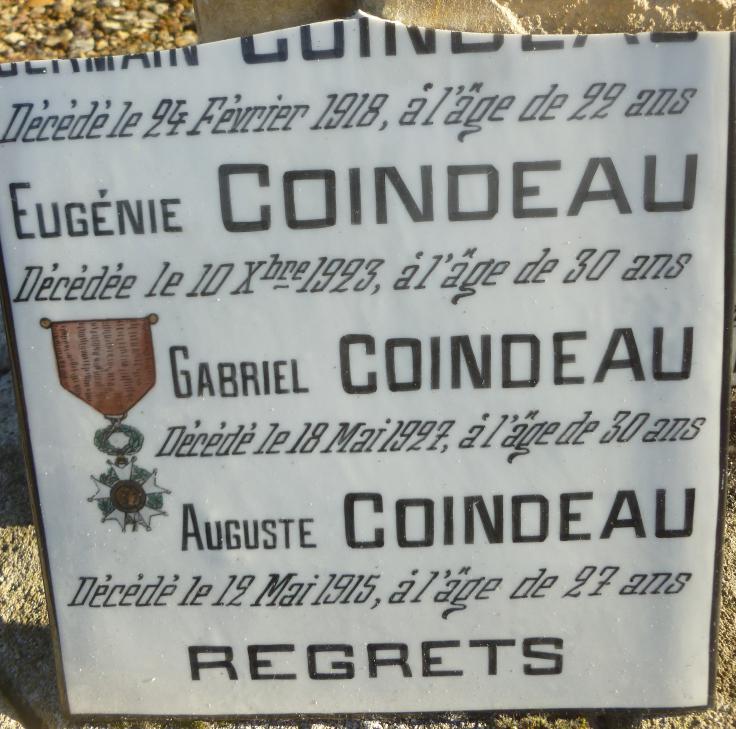 GERMAIN COINDEAU
Décédé le 24 Février 1918, à l'âge de 22 ans
EUGÉNIE COINDEAU
Décédée le 10 Xbre 1923, à l'âge de 30 ans
GABRIEL COINDEAU
Décédé le 18 Mai 1927, à l'âge de 30 ans
AUGUSTE COINDEAU
Décédé le 12 Mai 1915, à l'âge de 27 ans
REGRETS